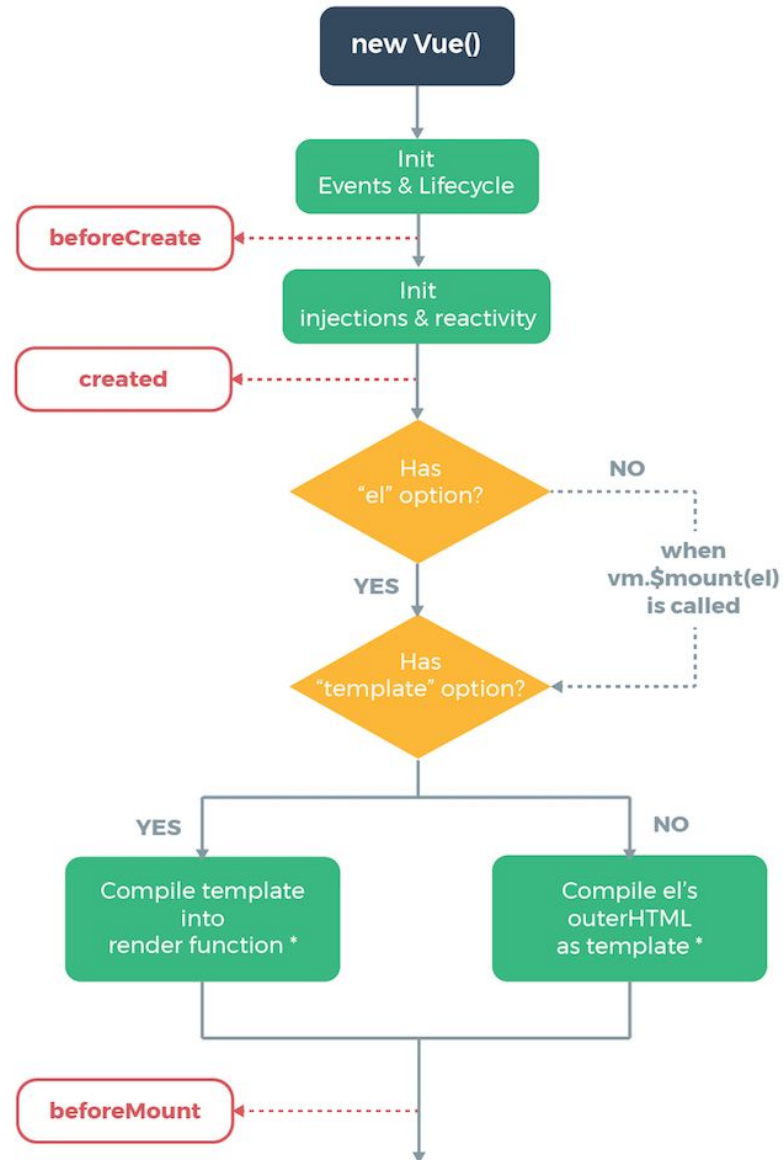 new Vue()
Init
Events & Lifecycle
beforeCreate
Init
injections & reactivity
created
Has
“el” option?
NO
when
vm.$mount(el)
is called
YES
Has
“template” option?
YES
NO
Compile template
into
render function *
Compile el’s
outerHTML
as template *
beforeMount